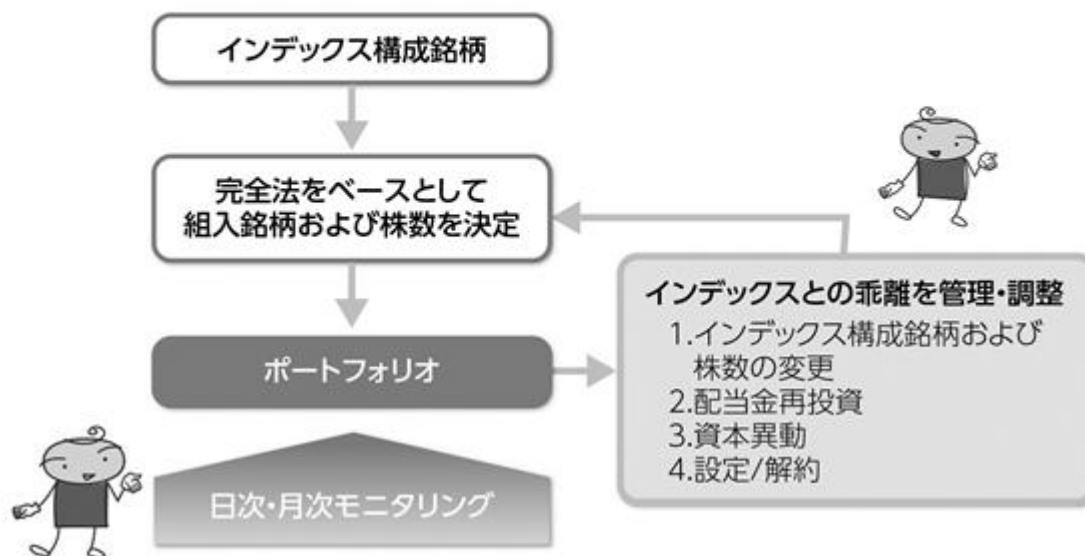 インデックス構成銘柄
完全法をベースとして
組入銘柄および株数を決定
インデックスとの乖離を管理・調整
1.インデックス構成銘柄および
株数の変更
2.配当金再投資
3.資本異動
4.設定/解約
ポートフォリオ
日次・月次モニタリング